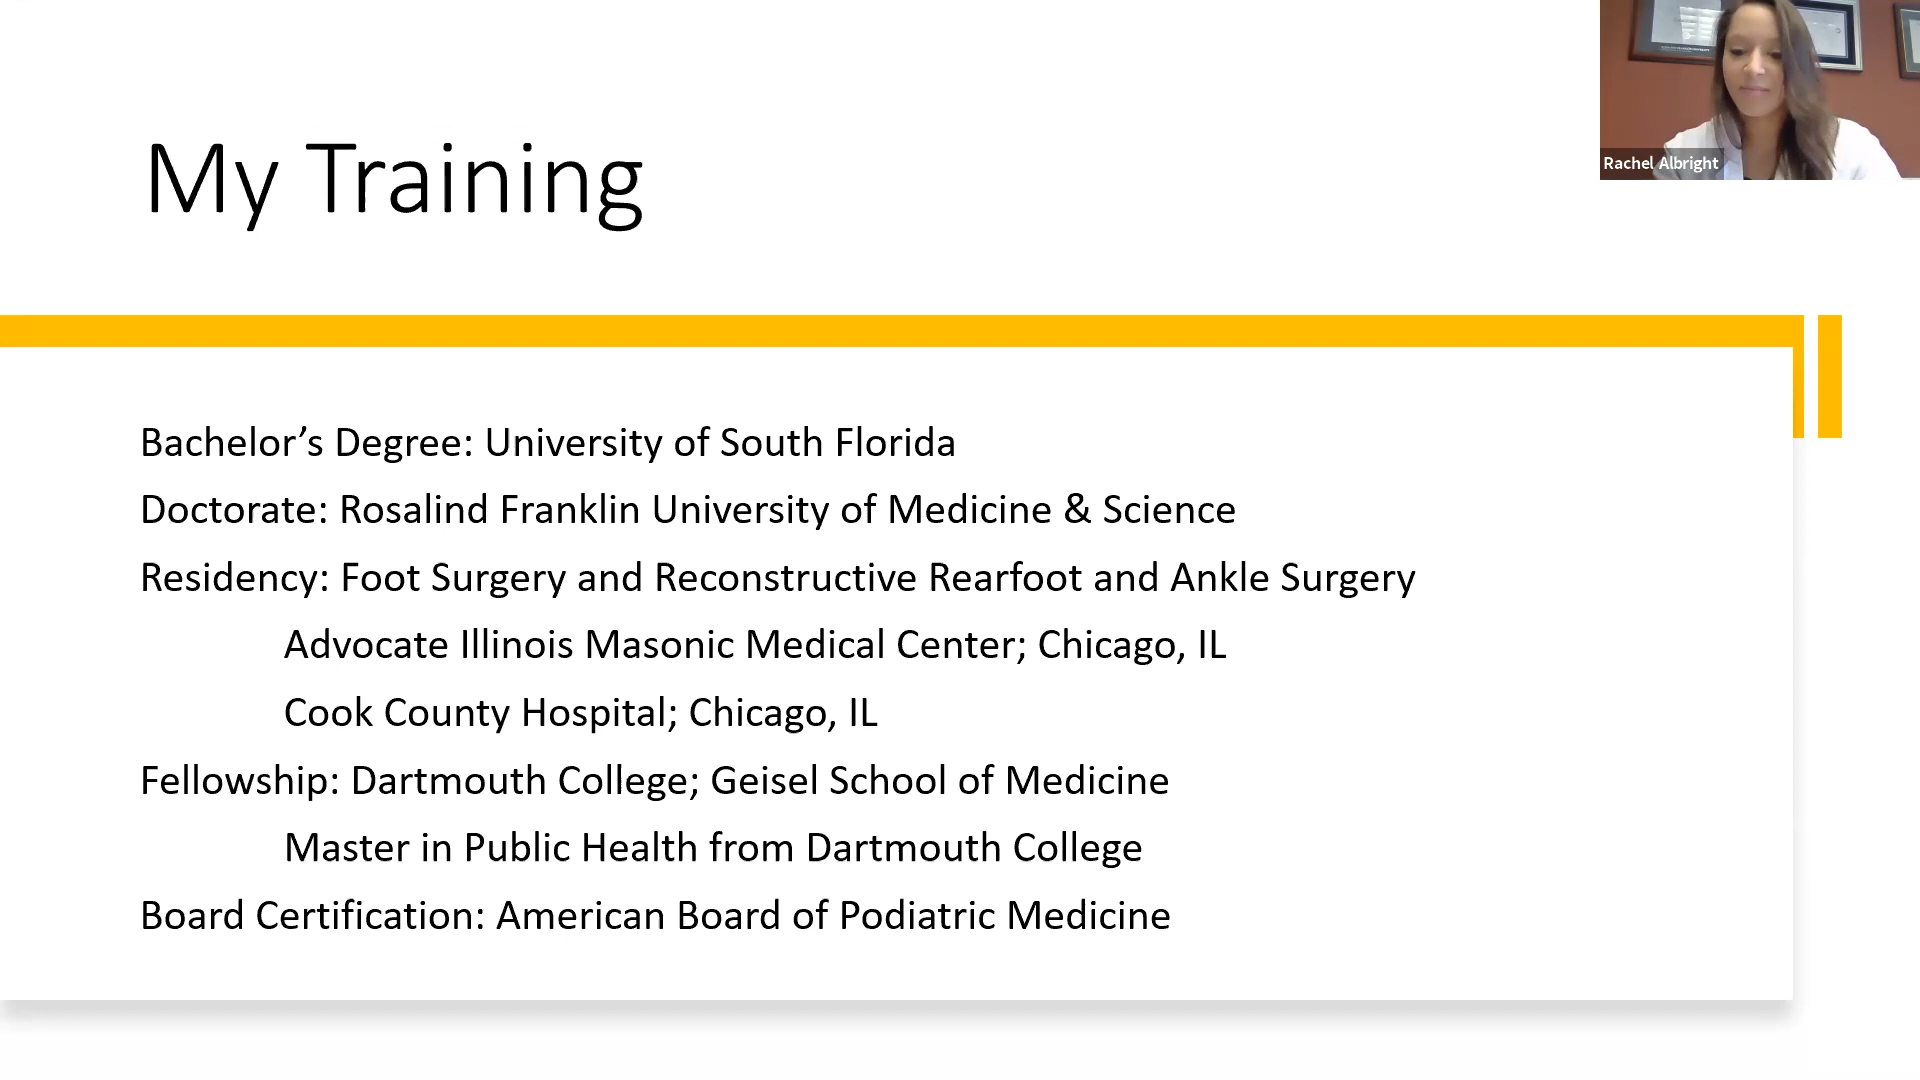 My Training
Rachel Albright
Bachelor’s Degree: University of South Florida
Doctorate: Rosalind Franklin University of Medicine & Science
Residency: Foot Surgery and Reconstructive Rearfoot and Ankle Surgery
Advocate Illinois Masonic Medical Center; Chicago, IL
Cook County Hospital; Chicago, IL
Fellowship: Dartmouth College; Geisel School of Medicine
Master in Public Health from Dartmouth College
Board Certification: American Board of Podiatric Medicine